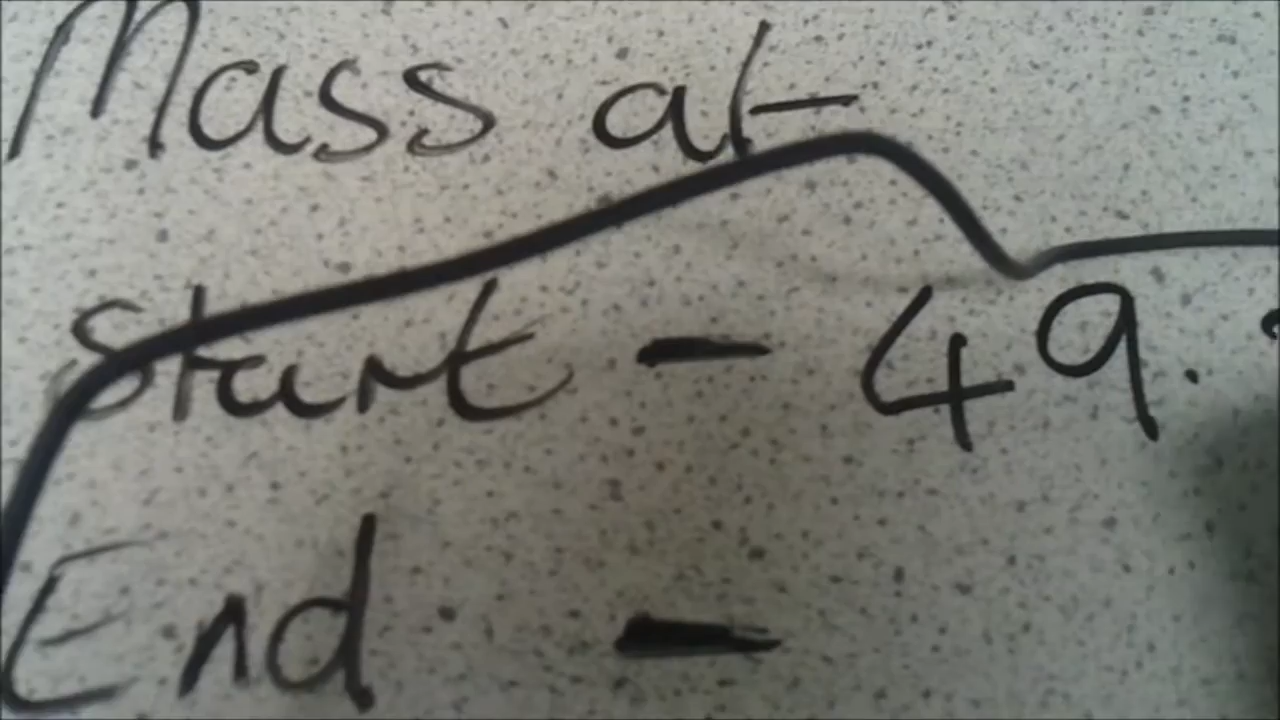 Mass at
Start - 49.
End -